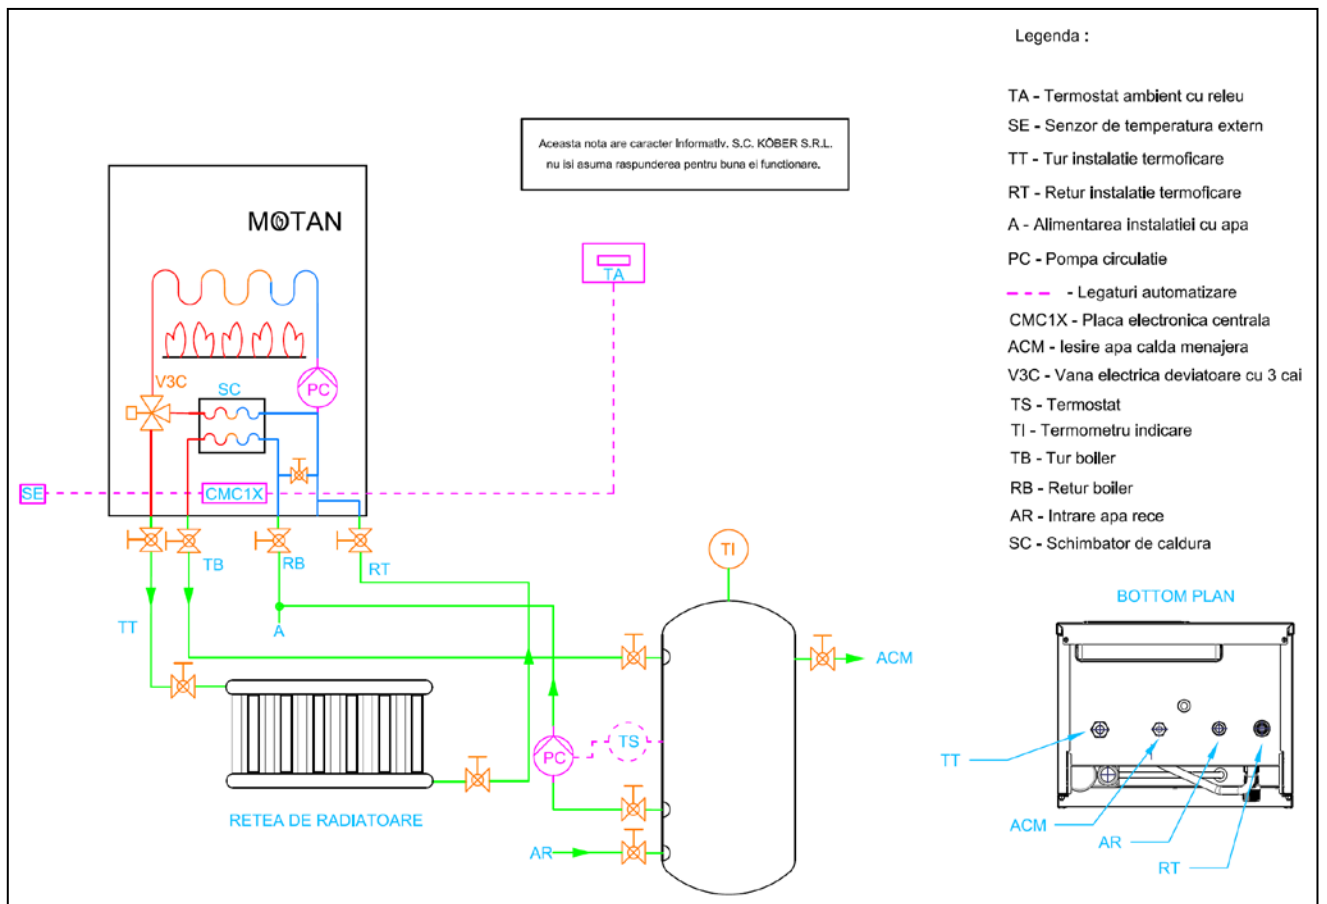 Legenda :
TA - Termostat ambient cu releu
SE - Senzor de temperatura extern
TT - Tur instalatie termoficare
RT - Retur instalatie termoficare
A - Alimentarea instalatiei cu apa
PC - Pompa circulatie
- Legaturi automatizare
CMC1X - Placa electronica centrala
ACM - Iesire apa calda menajera
V3C - Vana electrica deviatoare cu 3 cai
TS - Termostat
TI - Termometru indicare
TB - Tur boiler
RB - Retur boiler
AR - Intrare apa rece
SC - Schimbator de caldura
Aceasta nota are caracter informativ. S.C. KÖBER S.R.L.
nu isi asuma raspunderea pentru buna ei functionare.
MOTAN
TA
V3C
SC
PC
SE
CMC1X
TB
RB
RT
TI
TT
A
ACM
PC
TS
RETEA DE RADIATOARE
AR
BOTTOM PLAN
TT
ACM
AR
RT